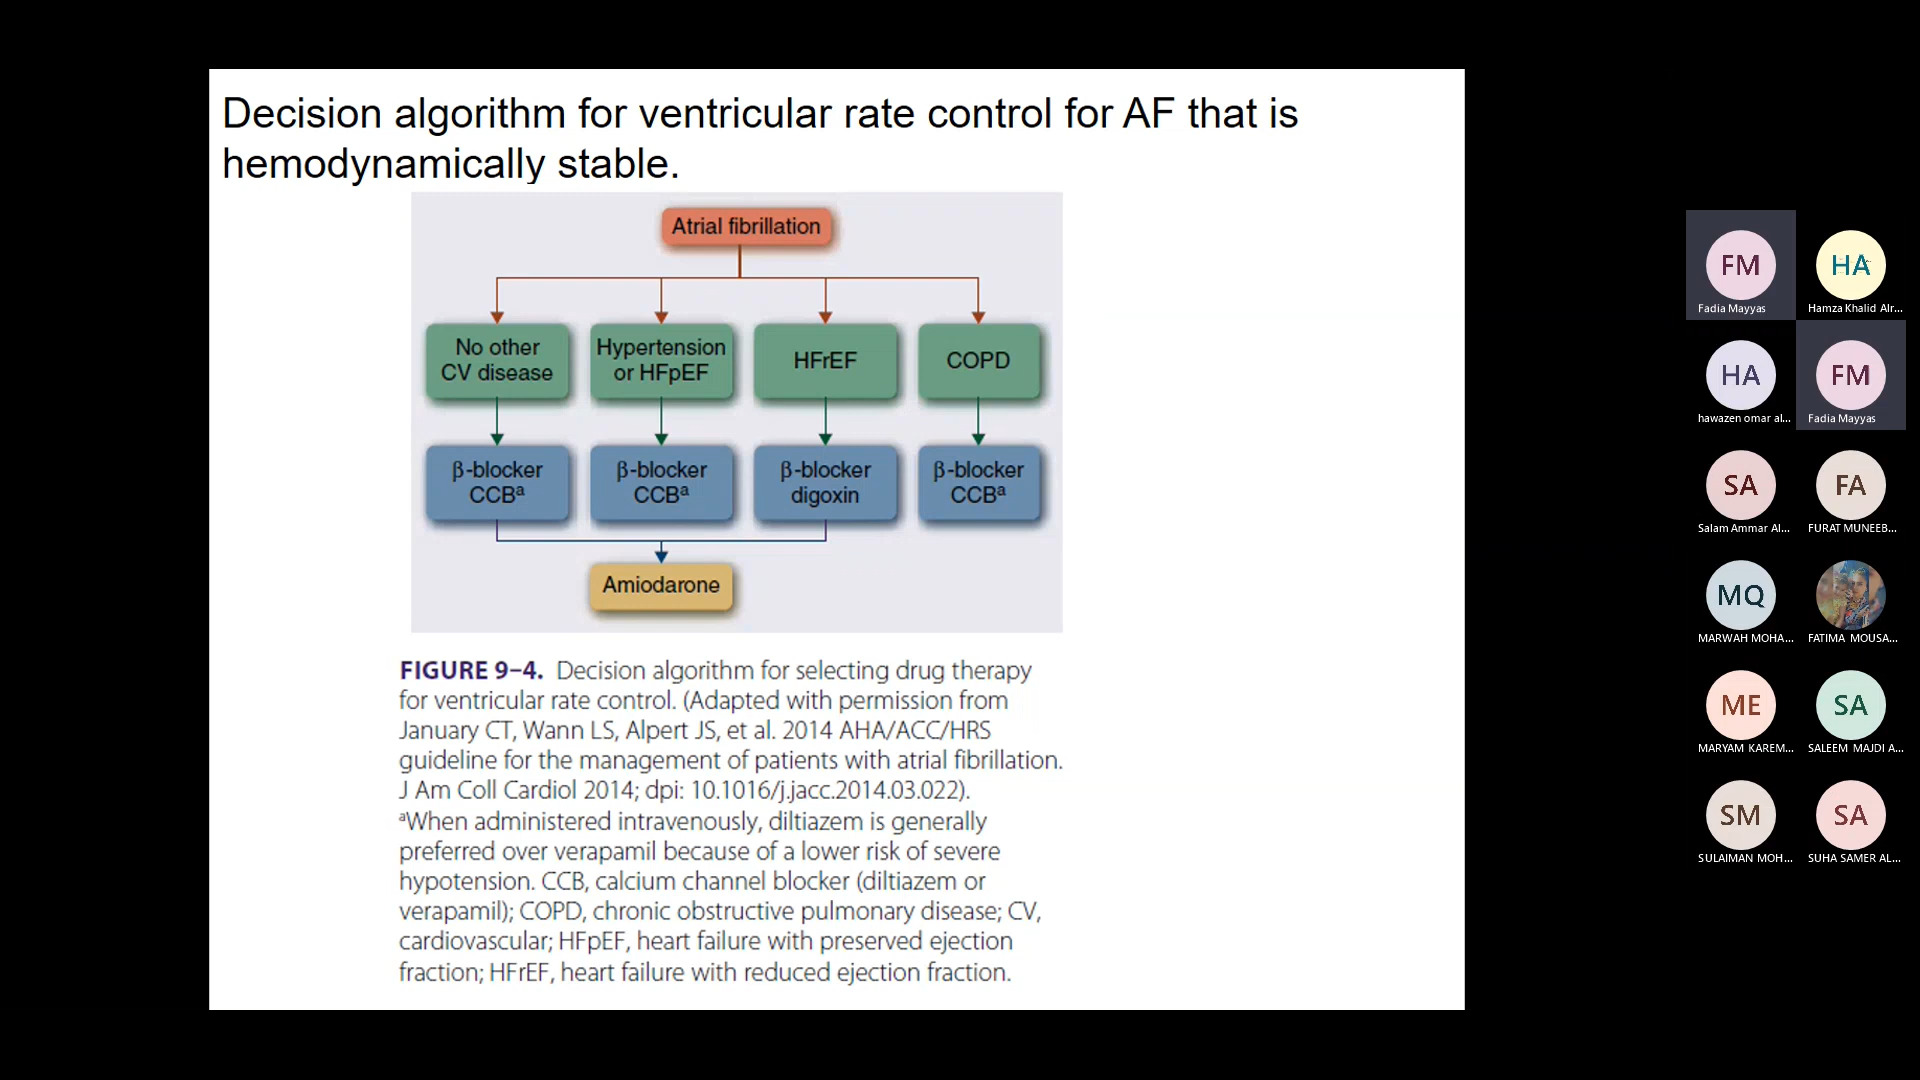 Decision algorithm for ventricular rate control for AF that is
hemodynamically stable.
Atrial fibrillation
No other
CV disease
Hypertension
or HFpEF
HFrEF
COPD
β-blocker
CCBᵃ
β-blocker
CCBᵃ
β-blocker
digoxin
β-blocker
CCBᵃ
Amiodarone
FIGURE 9–4. Decision algorithm for selecting drug therapy
for ventricular rate control. (Adapted with permission from
January CT, Wann LS, Alpert JS, et al. 2014 AHA/ACC/HRS
guideline for the management of patients with atrial fibrillation.
J Am Coll Cardiol 2014; dpi: 10.1016/j.jacc.2014.03.022).
ᵃWhen administered intravenously, diltiazem is generally
preferred over verapamil because of a lower risk of severe
hypotension. CCB, calcium channel blocker (diltiazem or
verapamil); COPD, chronic obstructive pulmonary disease; CV,
cardiovascular; HFpEF, heart failure with preserved ejection
fraction; HFrEF, heart failure with reduced ejection fraction.
FM
Fadia Mayyas
HA
Hamza Khalid Alr...
HA
hawazen omar al...
FM
Fadia Mayyas
SA
Salam Ammar Al...
FA
FURAT MUNEEB...
MQ
MARWAH MOHA...
FATIMA MOUSA...
ME
MARYAM KAREM...
SA
SALEEM MAJDI A...
SM
SULAIMAN MOH...
SA
SUHA SAMER AL...